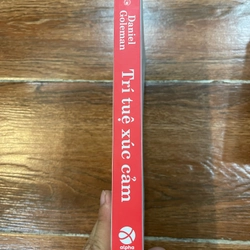 Daniel
Goleman
Trí tuệ xúc cảm
alpha